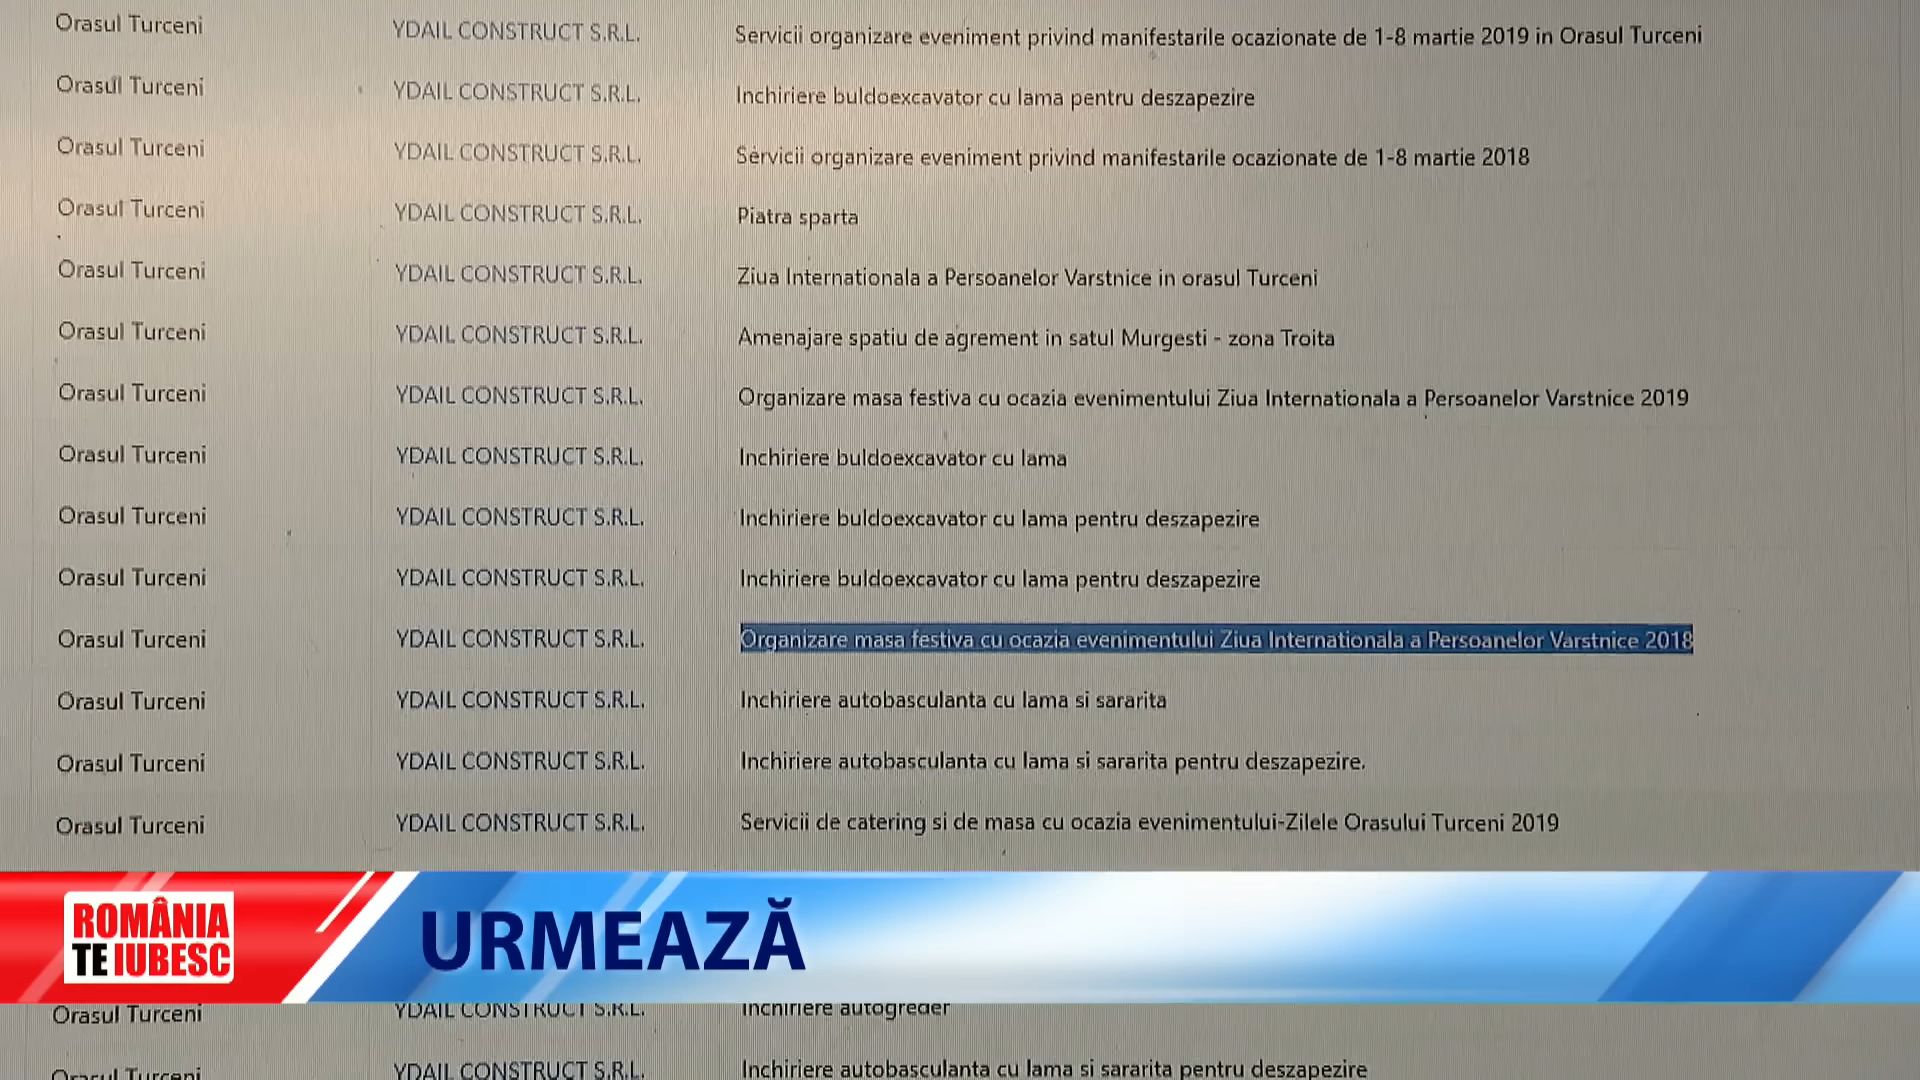 Orasul Turceni YDAIL CONSTRUCT S.R.L. Servicii organizare eveniment privind manifestarile ocazionate de 1-8 martie 2019 in Orasul Turceni
Orasul Turceni YDAIL CONSTRUCT S.R.L. Inchiriere buldoexcavator cu lama pentru deszapezire
Orasul Turceni YDAIL CONSTRUCT S.R.L. Servicii organizare eveniment privind manifestarile ocazionate de 1-8 martie 2018
Orasul Turceni YDAIL CONSTRUCT S.R.L. Piatra sparta
Orasul Turceni YDAIL CONSTRUCT S.R.L. Ziua Internationala a Persoanelor Varstnice in orasul Turceni
Orasul Turceni YDAIL CONSTRUCT S.R.L. Amenajare spatiu de agrement in satul Murgesti - zona Troita
Orasul Turceni YDAIL CONSTRUCT S.R.L. Organizare masa festiva cu ocazia evenimentului Ziua Internationala a Persoanelor Varstnice 2019
Orasul Turceni YDAIL CONSTRUCT S.R.L. Inchiriere buldoexcavator cu lama
Orasul Turceni YDAIL CONSTRUCT S.R.L. Inchiriere buldoexcavator cu lama pentru deszapezire
Orasul Turceni YDAIL CONSTRUCT S.R.L. Inchiriere buldoexcavator cu lama pentru deszapezire
Orasul Turceni YDAIL CONSTRUCT S.R.L. Organizare masa festiva cu ocazia evenimentului Ziua Internationala a Persoanelor Varstnice 2018
Orasul Turceni YDAIL CONSTRUCT S.R.L. Inchiriere autobasculanta cu lama si sararita
Orasul Turceni YDAIL CONSTRUCT S.R.L. Inchiriere autobasculanta cu lama si sararita pentru deszapezire.
Orasul Turceni YDAIL CONSTRUCT S.R.L. Servicii de catering si de masa cu ocazia evenimentului-Zilele Orasului Turceni 2019
ROMÂNIA
TE IUBESC
URMEAZĂ
Orasul Turceni YDAIL CONSTRUCT S.R.L. Inchiriere autogreder
Orasul Turceni YDAIL CONSTRUCT S.R.L. Inchiriere autobasculanta cu lama si sararita pentru deszapezire